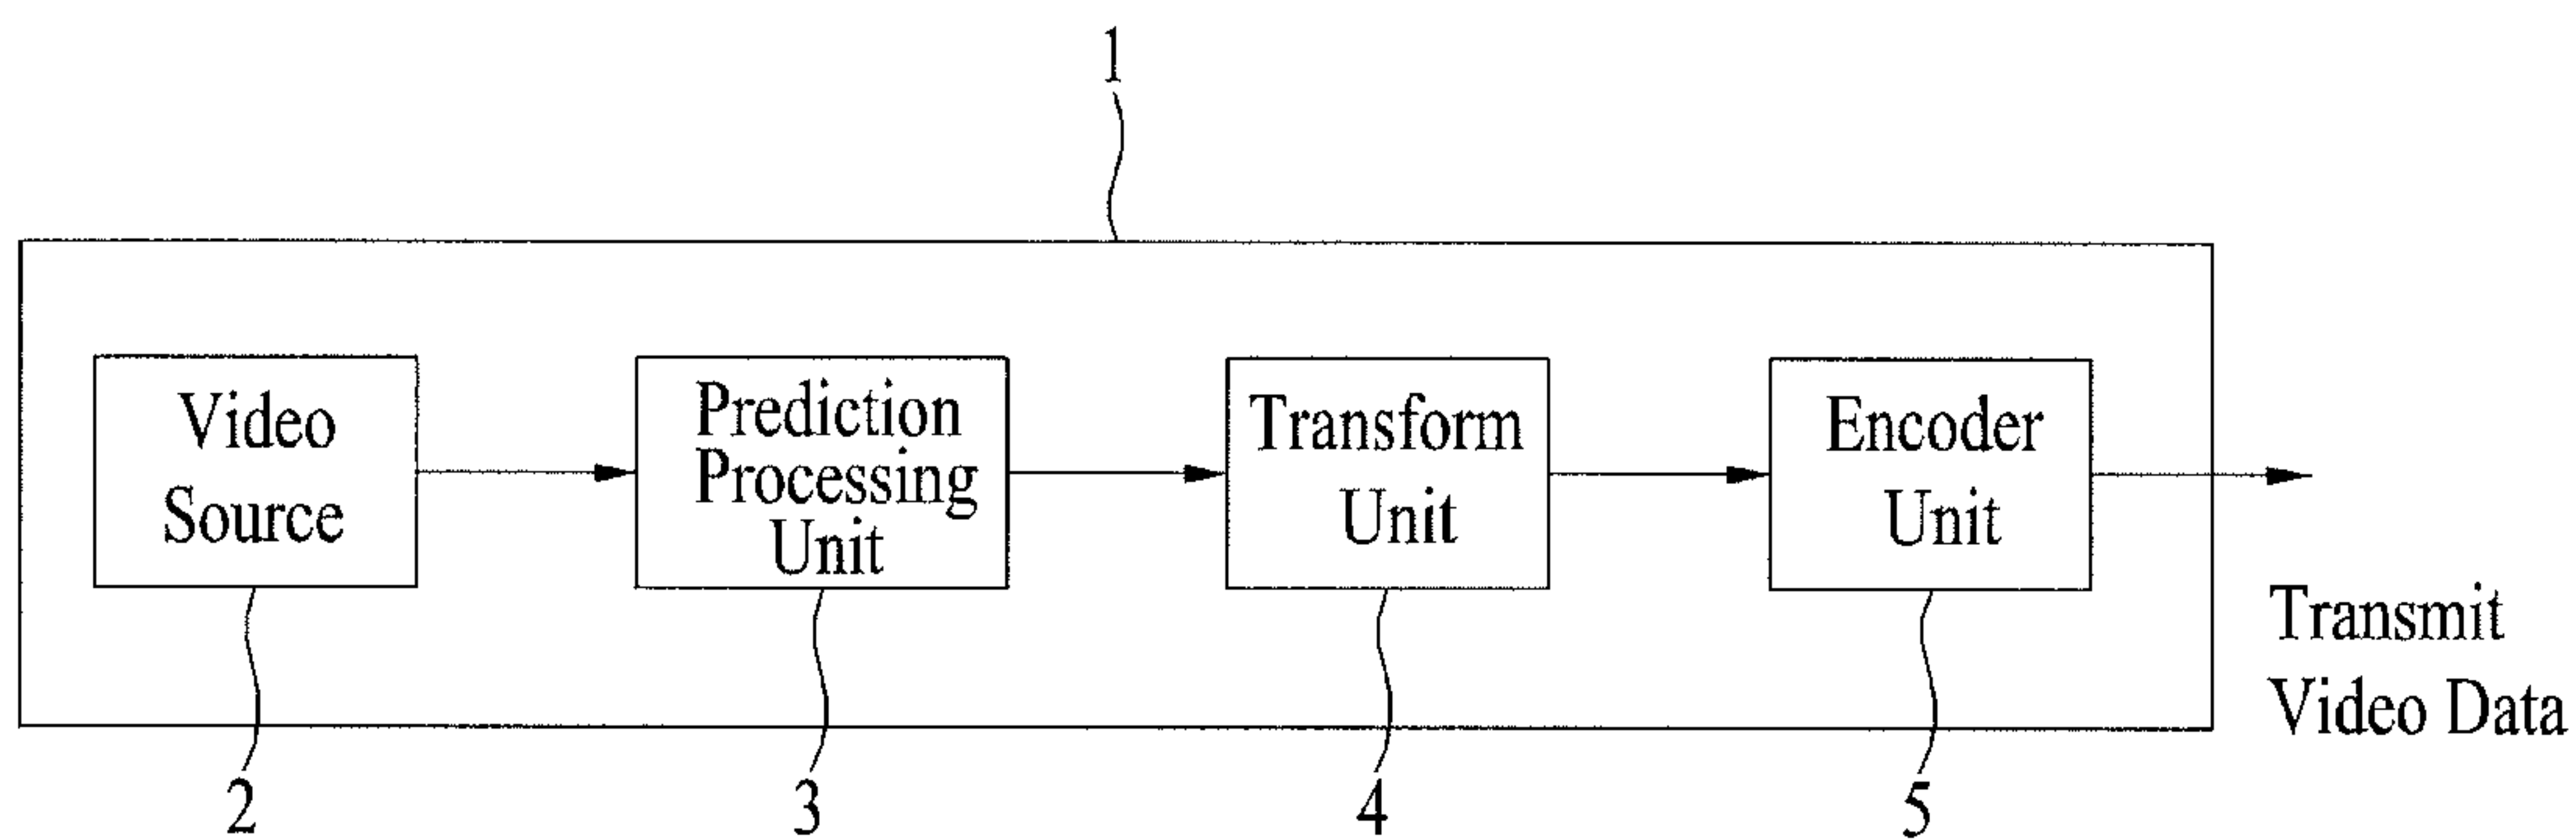 1
Video
Source
Prediction
Processing
Unit
Transform
Unit
Encoder
Unit
Transmit
Video Data
2
3
4
5